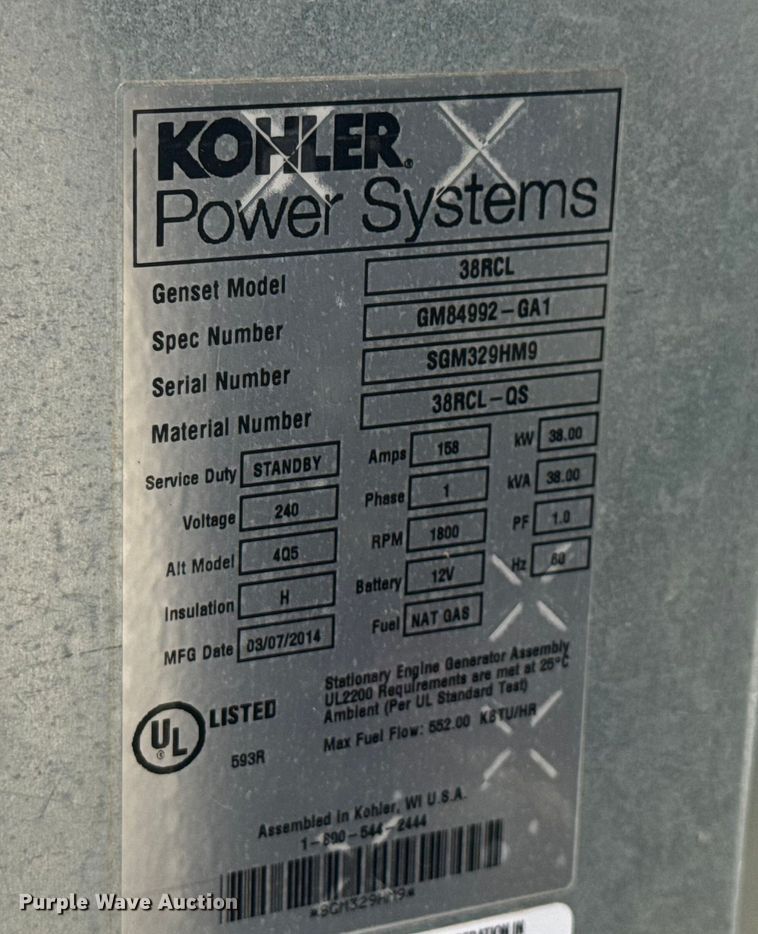 KOHLER®
Power Systems
Genset Model 38RCL
Spec Number GM84992-GA1
Serial Number SGM329HM9
Material Number 38RCL-QS
Service Duty STANDBY Amps 158 kW 38.00
Voltage 240 Phase 1 kVA 38.00
Alt Model 4Q5 RPM 1800 PF 1.0
Insulation H Battery 12V Hz 60
MFG Date 03/07/2014 Fuel NAT GAS
Stationary Engine Generator Assembly
UL2200 Requirements are met at 25°C
Ambient (Per UL Standard Test)
Max Fuel Flow: 552.00 KBTU/HR
UL® LISTED
593R
Assembled in Kohler, WI U.S.A.
1-800-544-2444
*SGM329HM9*
Purple Wave Auction